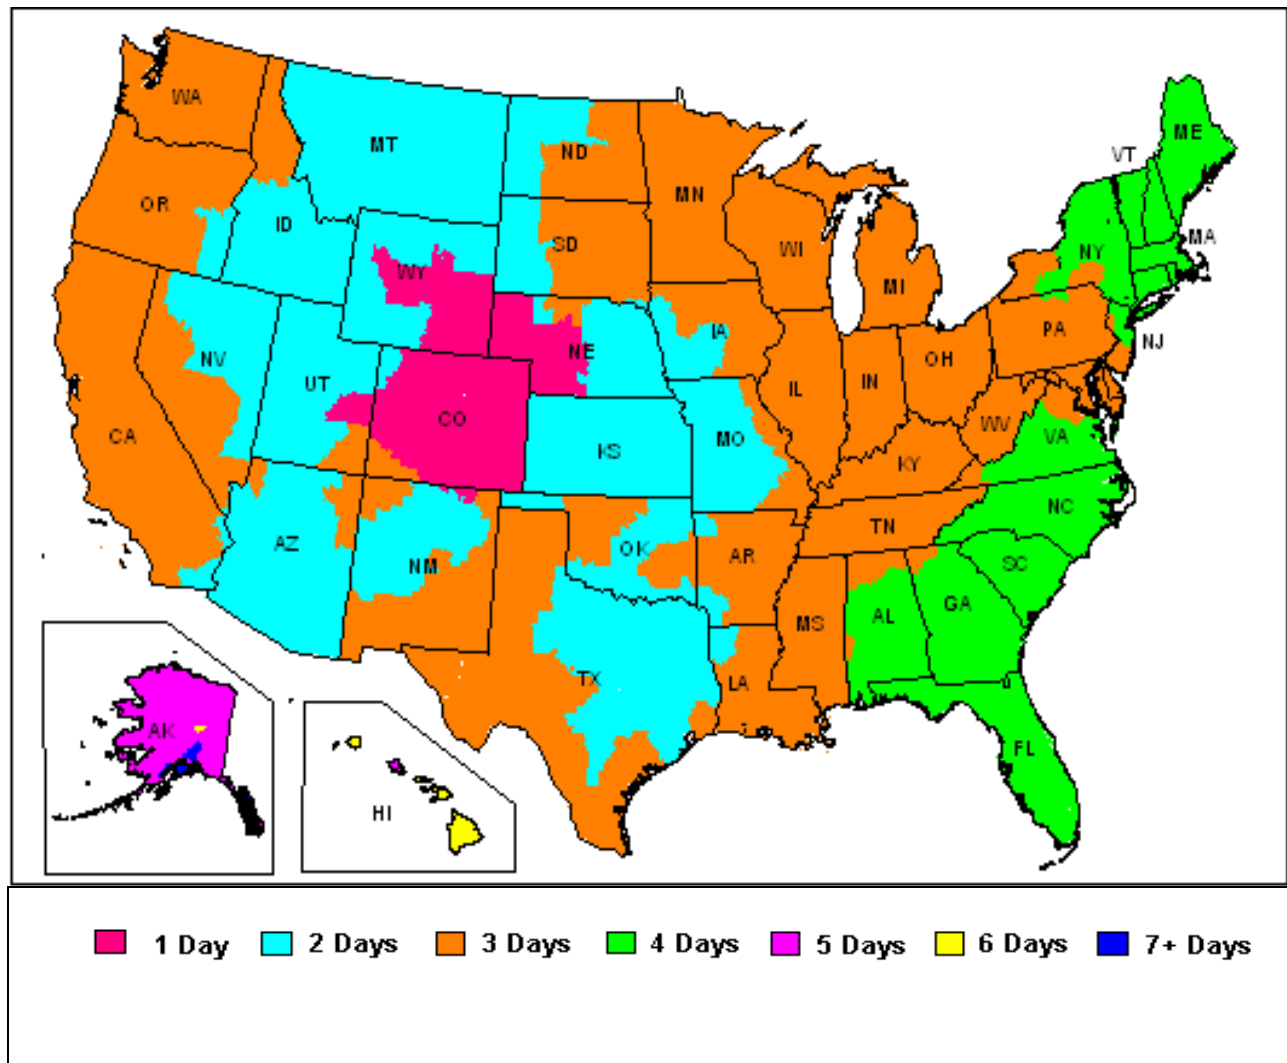 WA
MT
ND
MN
VT
ME
OR
ID
SD
WI
NY
MA
WY
MI
NV
UT
NE
IA
PA
NJ
CO
IL
IN
OH
CA
KS
MO
WV
VA
KY
AZ
NM
OK
AR
TN
NC
SC
MS
AL
GA
TX
LA
FL
AK
HI
1 Day 2 Days 3 Days 4 Days 5 Days 6 Days 7+ Days